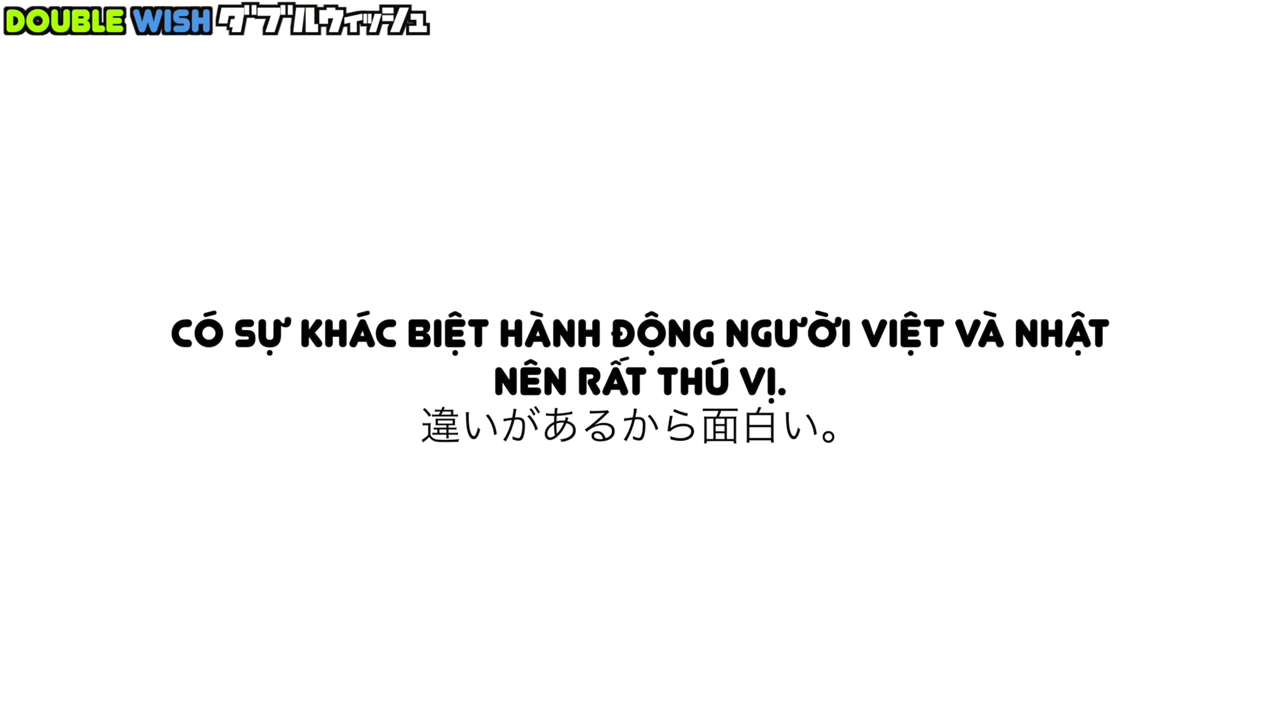 DOUBLE WISH ダブルウィッシュ
CÓ SỰ KHÁC BIỆT HÀNH ĐỘNG NGƯỜI VIỆT VÀ NHẬT
NÊN RẤT THÚ VỊ.
違いがあるから面白い。